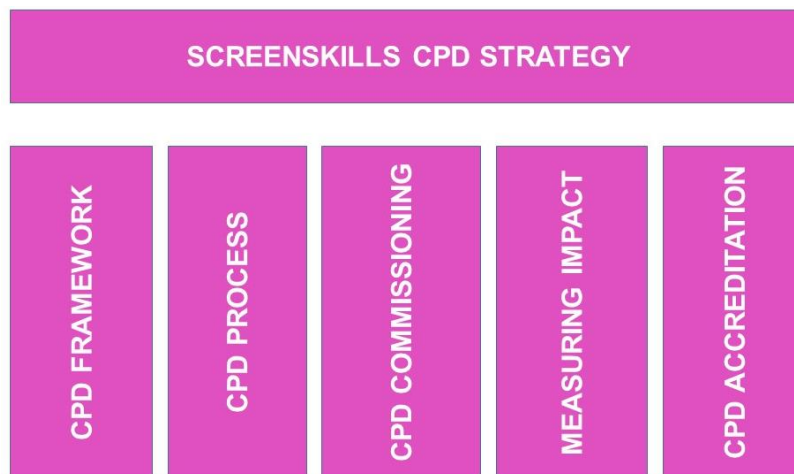 SCREENSKILLS CPD STRATEGY
CPD FRAMEWORK
CPD PROCESS
CPD COMMISSIONING
MEASURING IMPACT
CPD ACCREDITATION